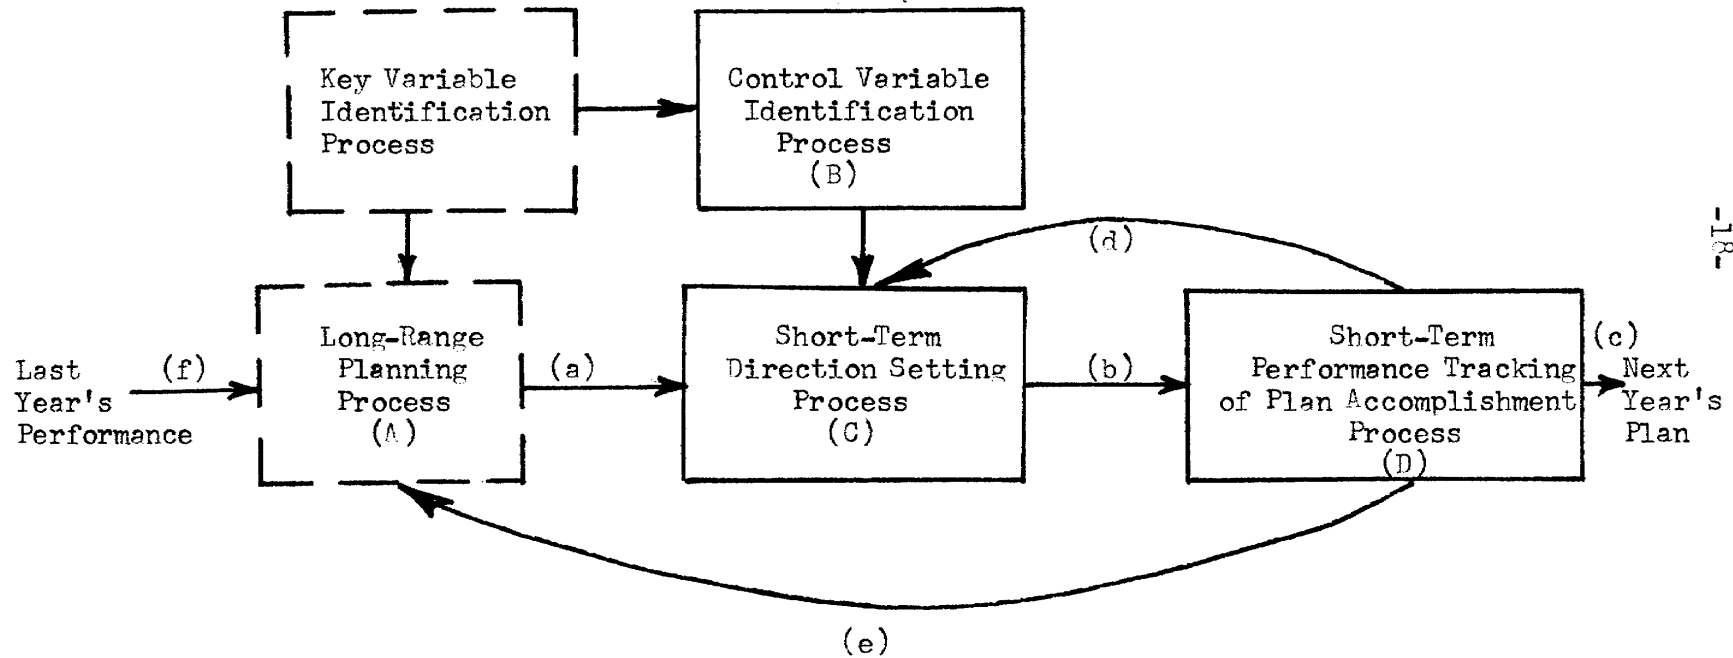 Key Variable
Identification
Process
Control Variable
Identification
Process
(B)
-18-
(d)
Last
Year's
Performance
(f)
Long-Range
Planning
Process
(A)
(a)
Short-Term
Direction Setting
Process
(C)
(b)
Short-Term
Performance Tracking
of Plan Accomplishment
Process
(D)
(c)
Next
Year's
Plan
(e)